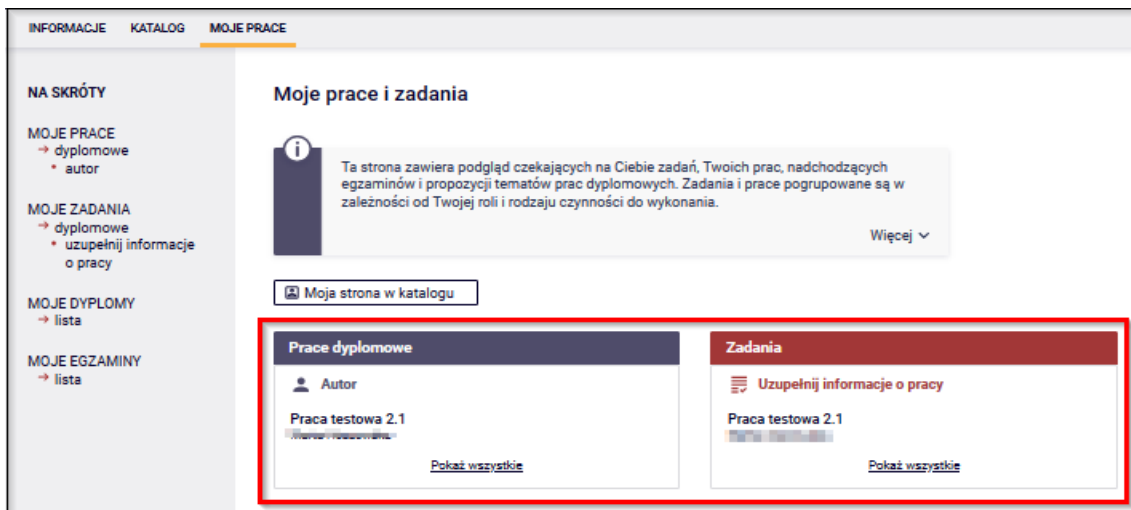 INFORMACJE KATALOG MOJE PRACE
NA SKRÓTY
MOJE PRACE
→ dyplomowe
• autor
MOJE ZADANIA
→ dyplomowe
• uzupełnij informacje
o pracy
MOJE DYPLOMY
→ lista
MOJE EGZAMINY
→ lista
Moje prace i zadania
Ta strona zawiera podgląd czekających na Ciebie zadań, Twoich prac, nadchodzących
egzaminów i propozycji tematów prac dyplomowych. Zadania i prace pogrupowane są w
zależności od Twojej roli i rodzaju czynności do wykonania.
Więcej
Moja strona w katalogu
Prace dyplomowe
Autor
Praca testowa 2.1
Pokaż wszystkie
Zadania
Uzupełnij informacje o pracy
Praca testowa 2.1
Pokaż wszystkie